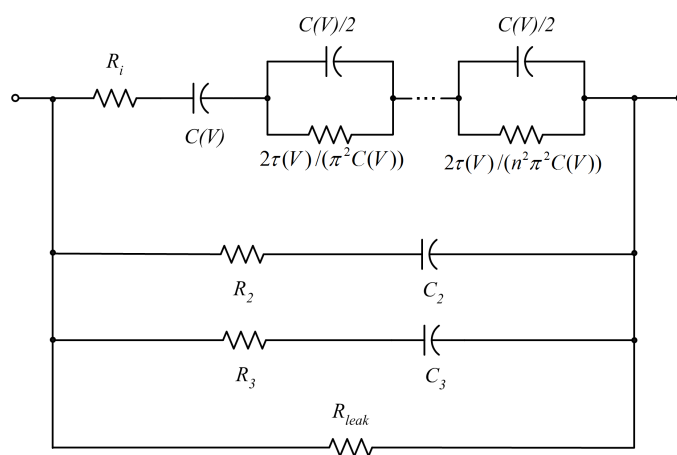 C(V)/2
C(V)/2
R_i
C(V)
···
2τ(V)/(π²C(V))
2τ(V)/(n²π²C(V))
R_2
C_2
R_3
C_3
R_leak